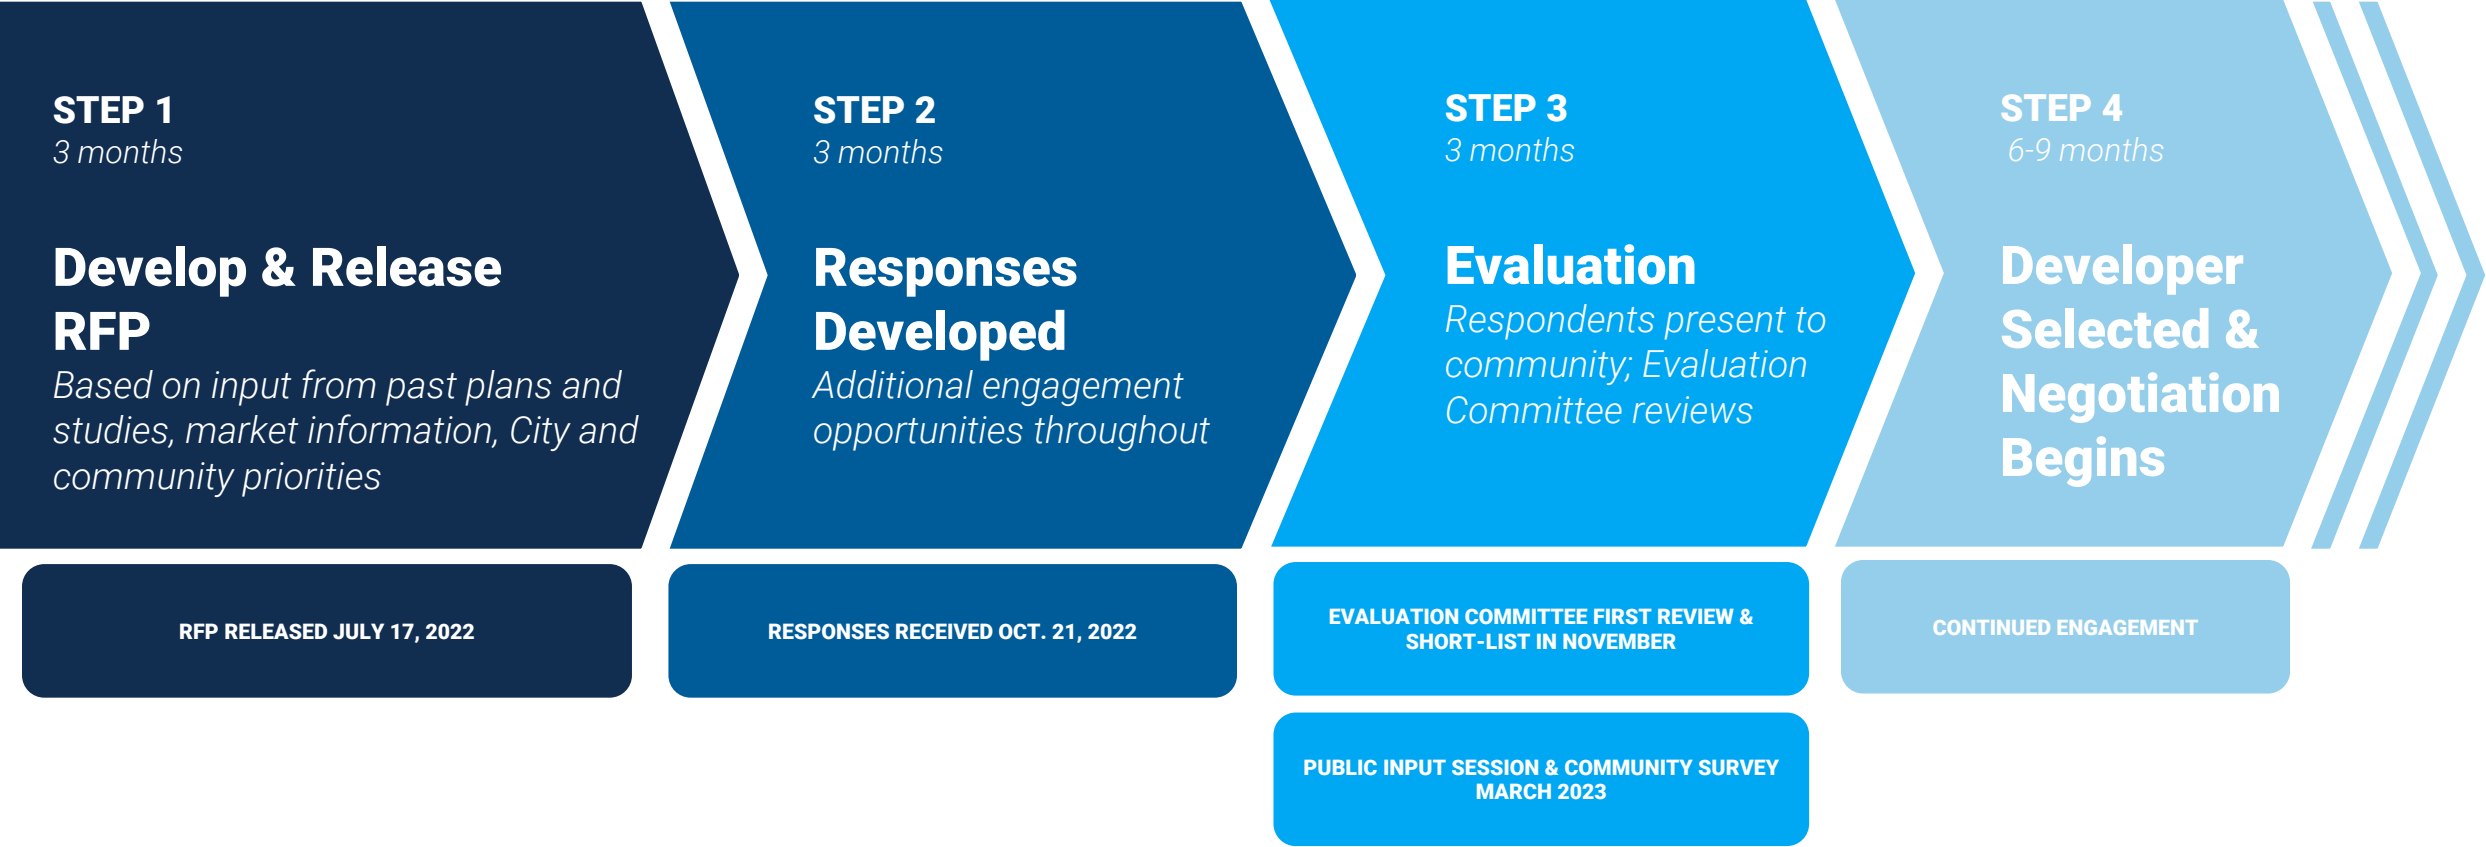 STEP 1
3 months
Develop & Release
RFP
Based on input from past plans and
studies, market information, City and
community priorities
RFP RELEASED JULY 17, 2022
STEP 2
3 months
Responses
Developed
Additional engagement
opportunities throughout
RESPONSES RECEIVED OCT. 21, 2022
STEP 3
3 months
Evaluation
Respondents present to
community; Evaluation
Committee reviews
EVALUATION COMMITTEE FIRST REVIEW &
SHORT-LIST IN NOVEMBER
PUBLIC INPUT SESSION & COMMUNITY SURVEY
MARCH 2023
STEP 4
6-9 months
Developer
Selected &
Negotiation
Begins
CONTINUED ENGAGEMENT